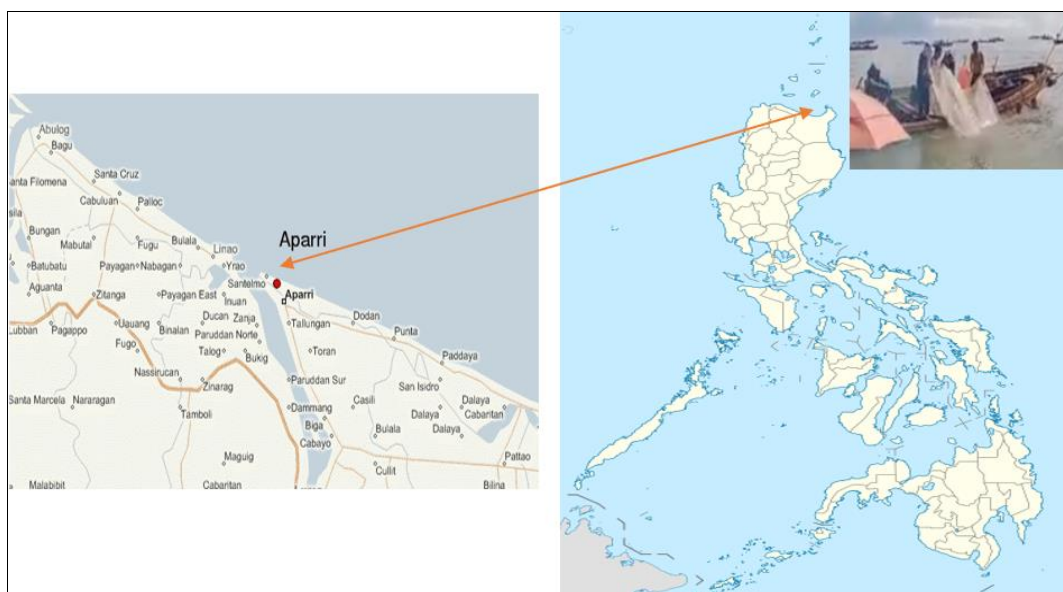 Abulog
Bagu
Santa Cruz
anta Filomena
Cabuluan
Palloc
sila
Bungan
Mabutal
Fugu
Bulala
Linao
Aparri
Batubatu
Payagan
Nabagan
Yrao
Santelmo
Aguanta
Zitanga
Payagan East
Inuan
Aparri
Lubban
Pagappo
Uauang
Binalan
Ducan
Zanja
Tallungan
Dodan
Paruddan Norte
Punta
Fugo
Talog
Bukig
Toran
Paddaya
Nassirucan
Zinarag
Paruddan Sur
San Isidro
Santa Marcela
Nararagan
Tamboli
Dammang
Casili
Dalaya
Dalaya
Cabaritan
Biga
Bulala
Dalaya
Cabayo
Maguig
Cullit
Pattao
Malabibit
Cabaritan
Bilina